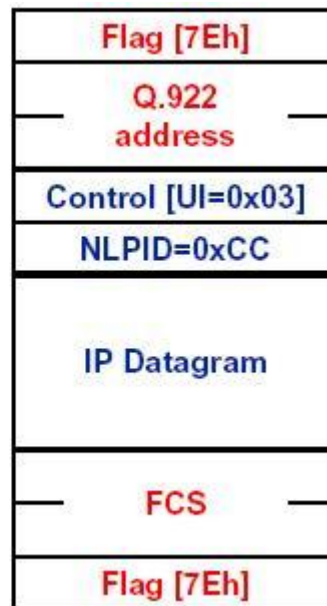 Flag [7Eh]
Q.922
address
Control [UI=0x03]
NLPID=0xCC
IP Datagram
FCS
Flag [7Eh]